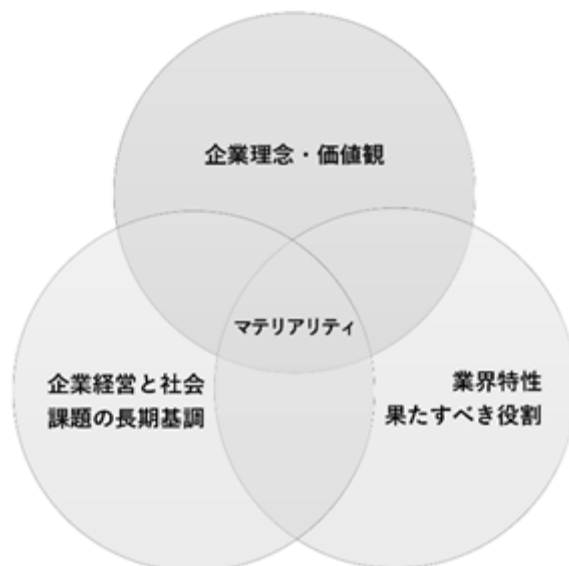 企業理念・価値観
マテリアリティ
企業経営と社会
課題の長期基調
業界特性
果たすべき役割